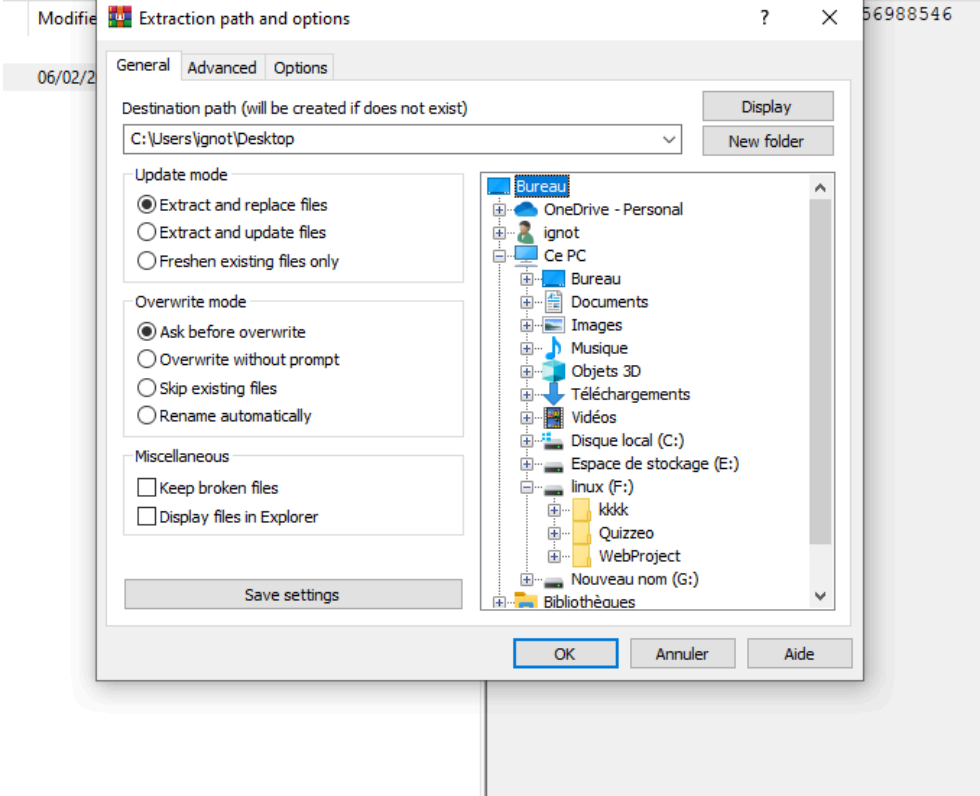 Modifie
Extraction path and options
? 
56988546
General Advanced Options
06/02/2
Destination path (will be created if does not exist)
Display
C:\Users\ignot\Desktop
New folder
Update mode
Extract and replace files
Extract and update files
Freshen existing files only
Overwrite mode
Ask before overwrite
Overwrite without prompt
Skip existing files
Rename automatically
Miscellaneous
Keep broken files
Display files in Explorer
Save settings
Bureau
OneDrive - Personal
ignot
Ce PC
Bureau
Documents
Images
Musique
Objets 3D
Téléchargements
Vidéos
Disque local (C:)
Espace de stockage (E:)
linux (F:)
kkkk
Quizzeo
WebProject
Nouveau nom (G:)
Bibliothèques
OK Annuler Aide